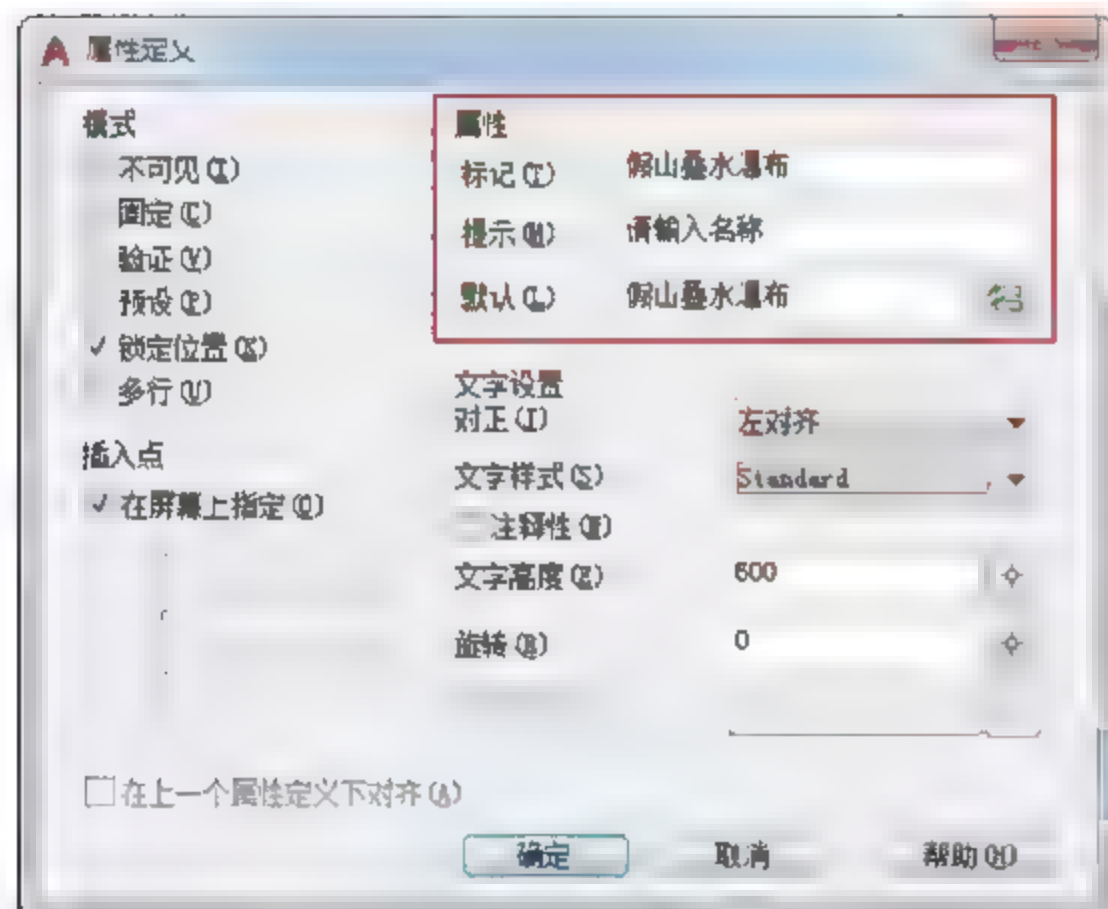 属性定义
模式
不可见(I)
固定(C)
验证(V)
预设(P)
✓ 锁定位置(K)
多行(U)
插入点
✓ 在屏幕上指定(O)
属性
标记(T) 假山叠水瀑布
提示(M) 请输入名称
默认(L) 假山叠水瀑布
文字设置
对正(J) 左对齐
文字样式(S) Standard
注释性(N)
文字高度(E) 600
旋转(R) 0
在上一个属性定义下对齐(A)
确定 取消 帮助(H)